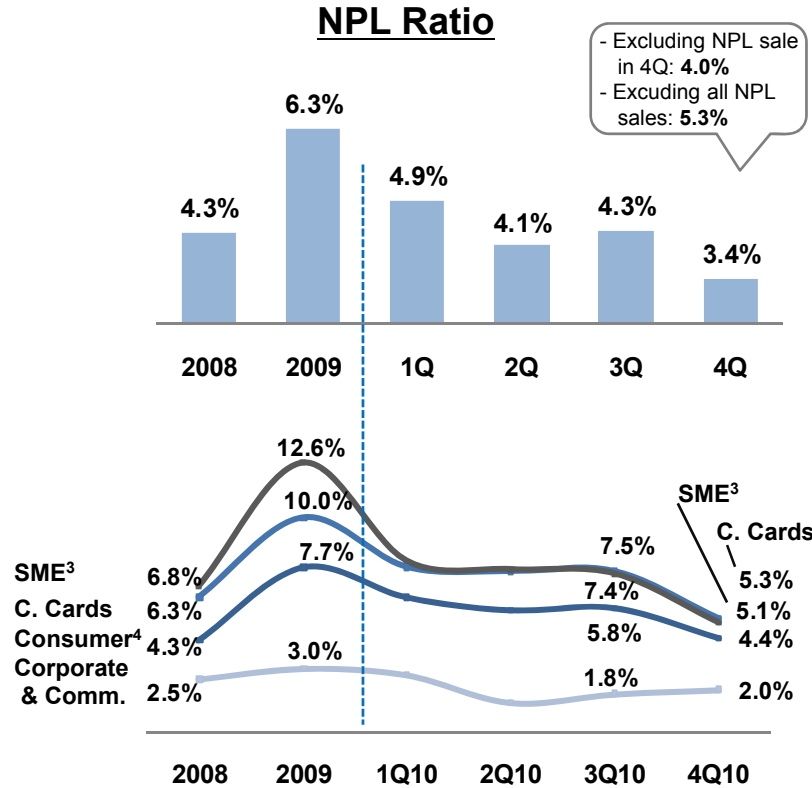 NPL Ratio
- Excluding NPL sale
in 4Q: 4.0%
- Excuding all NPL
sales: 5.3%
6.3%
4.9%
4.3%
4.1%
4.3%
3.4%
2008 2009 1Q 2Q 3Q 4Q
12.6%
10.0%
7.7%
3.0%
SME³
C. Cards
7.5%
7.4%
5.8%
1.8%
5.3%
5.1%
4.4%
2.0%
SME³ 6.8%
C. Cards 6.3%
Consumer⁴ 4.3%
Corporate
& Comm. 2.5%
2008 2009 1Q10 2Q10 3Q10 4Q10